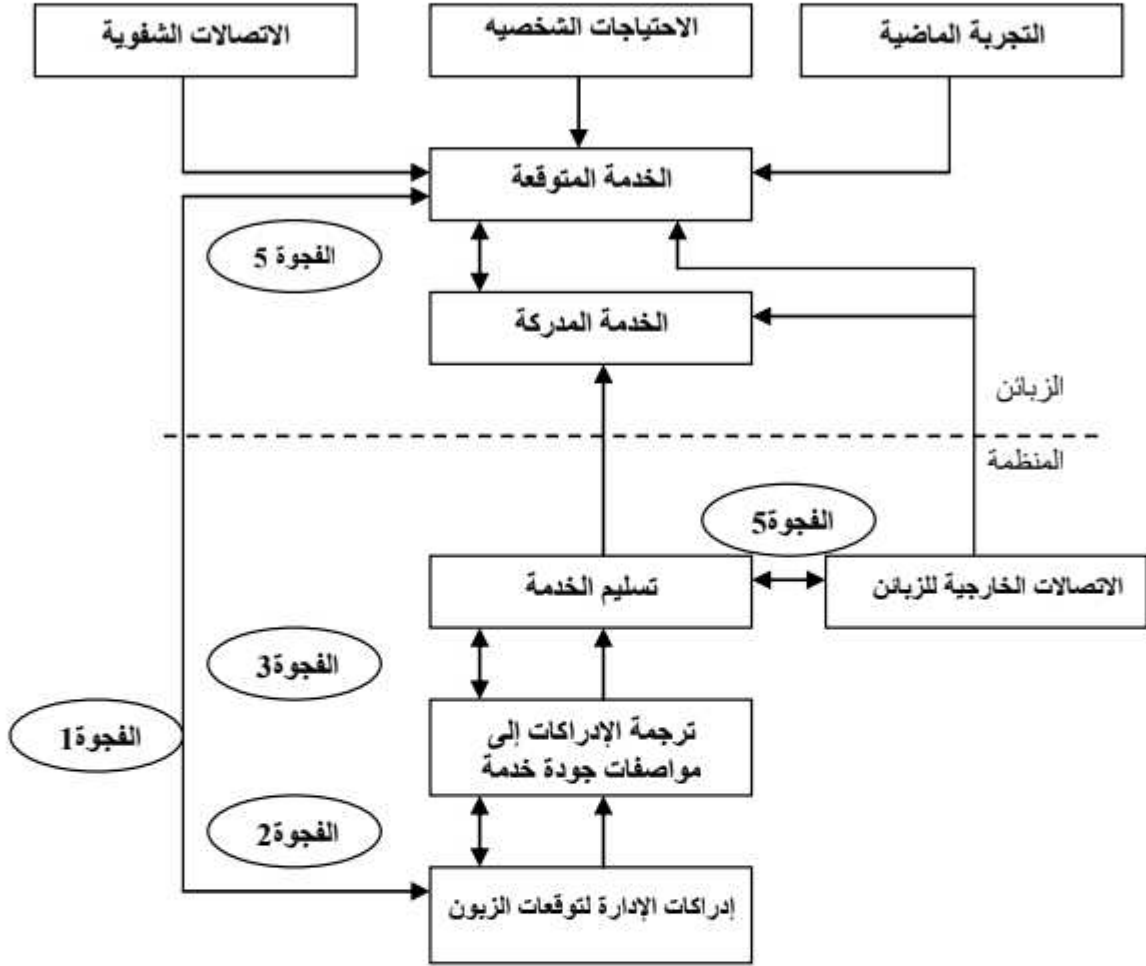 التجربة الماضية
الاحتياجات الشخصيه
الاتصالات الشفوية
الخدمة المتوقعة
الفجوة 5
الخدمة المدركة
الزبائن
المنظمة
الفجوة5
الاتصالات الخارجية للزبائن
تسليم الخدمة
الفجوة3
ترجمة الإدراكات إلى
مواصفات جودة خدمة
الفجوة1
الفجوة2
إدراكات الإدارة لتوقعات الزبون